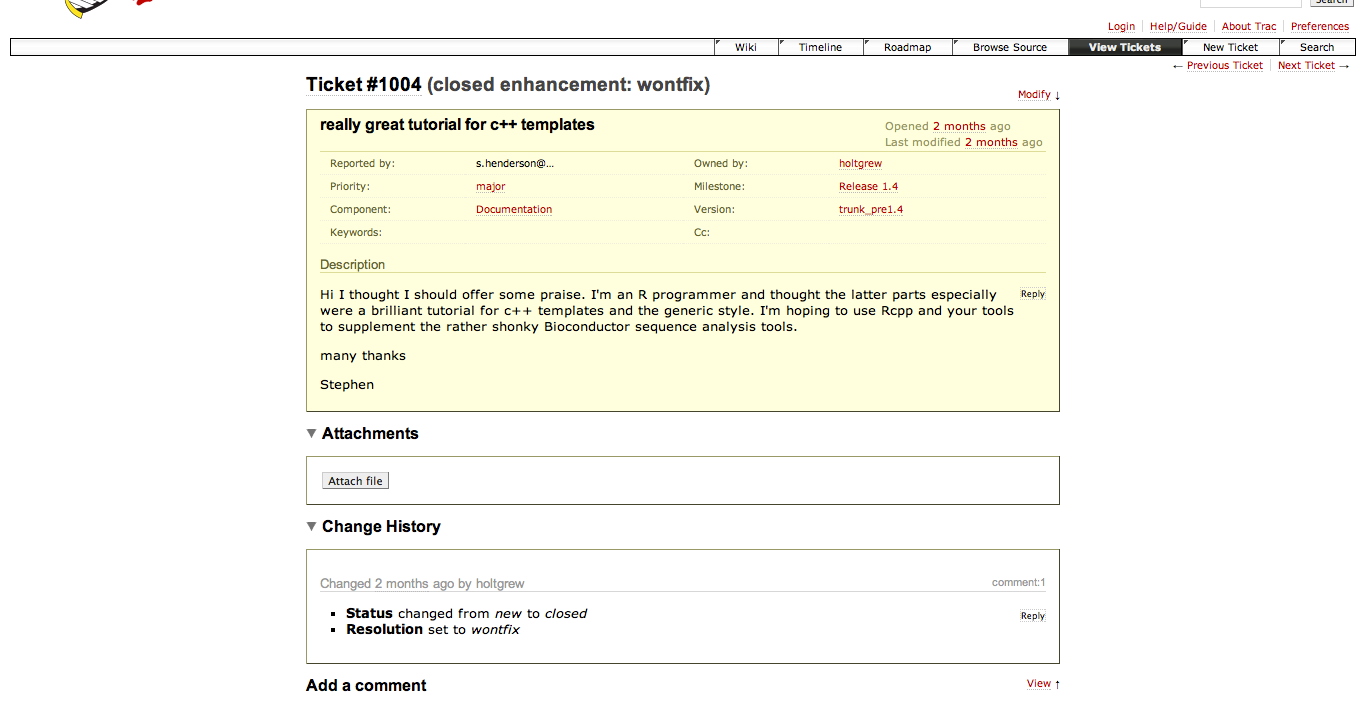 Search
Login Help/Guide About Trac Preferences
Wiki Timeline Roadmap Browse Source View Tickets New Ticket Search
← Previous Ticket Next Ticket →
Ticket #1004 (closed enhancement: wontfix)
Modify ↓
really great tutorial for c++ templates
Opened 2 months ago
Last modified 2 months ago
Reported by: s.henderson@… Owned by: holtgrew
Priority: major Milestone: Release 1.4
Component: Documentation Version: trunk_pre1.4
Keywords: Cc:
Description
Reply
Hi I thought I should offer some praise. I'm an R programmer and thought the latter parts especially
were a brilliant tutorial for c++ templates and the generic style. I'm hoping to use Rcpp and your tools
to supplement the rather shonky Bioconductor sequence analysis tools.
many thanks
Stephen
Attachments
Attach file
Change History
Changed 2 months ago by holtgrew comment:1
Status changed from new to closed
Reply
Resolution set to wontfix
Add a comment View ↑